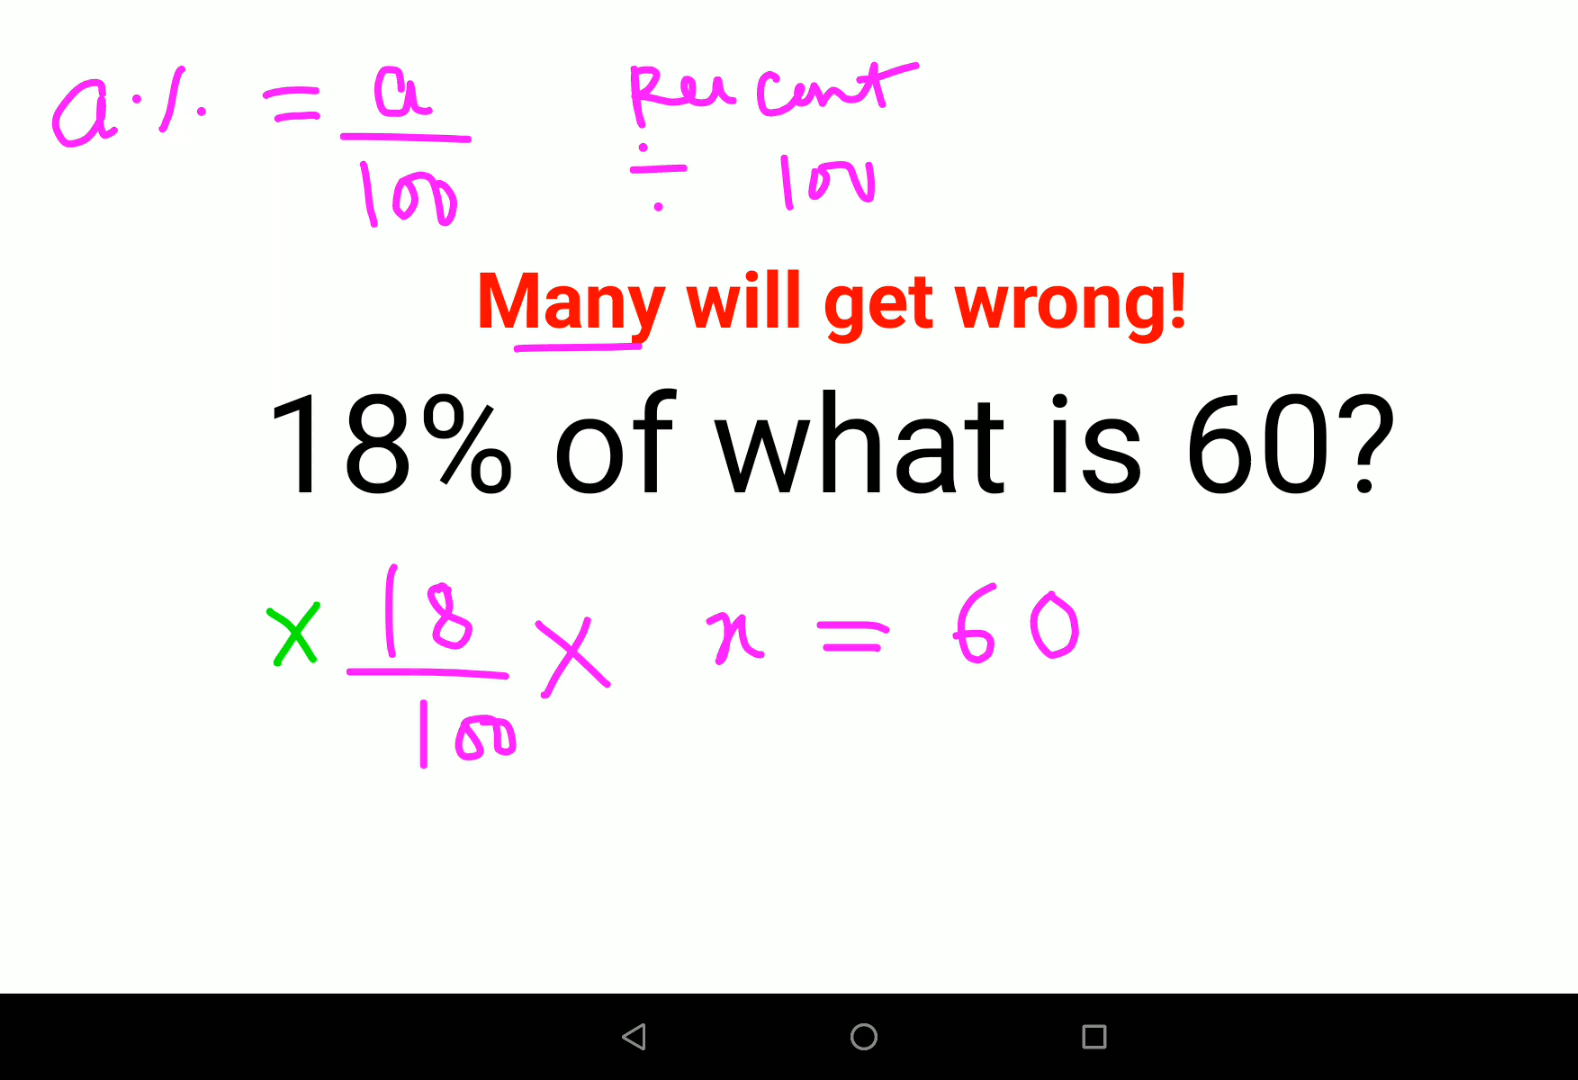 a% = a/100 Per cent
÷ 100
Many will get wrong!
18% of what is 60?
× 18/100 × x = 60